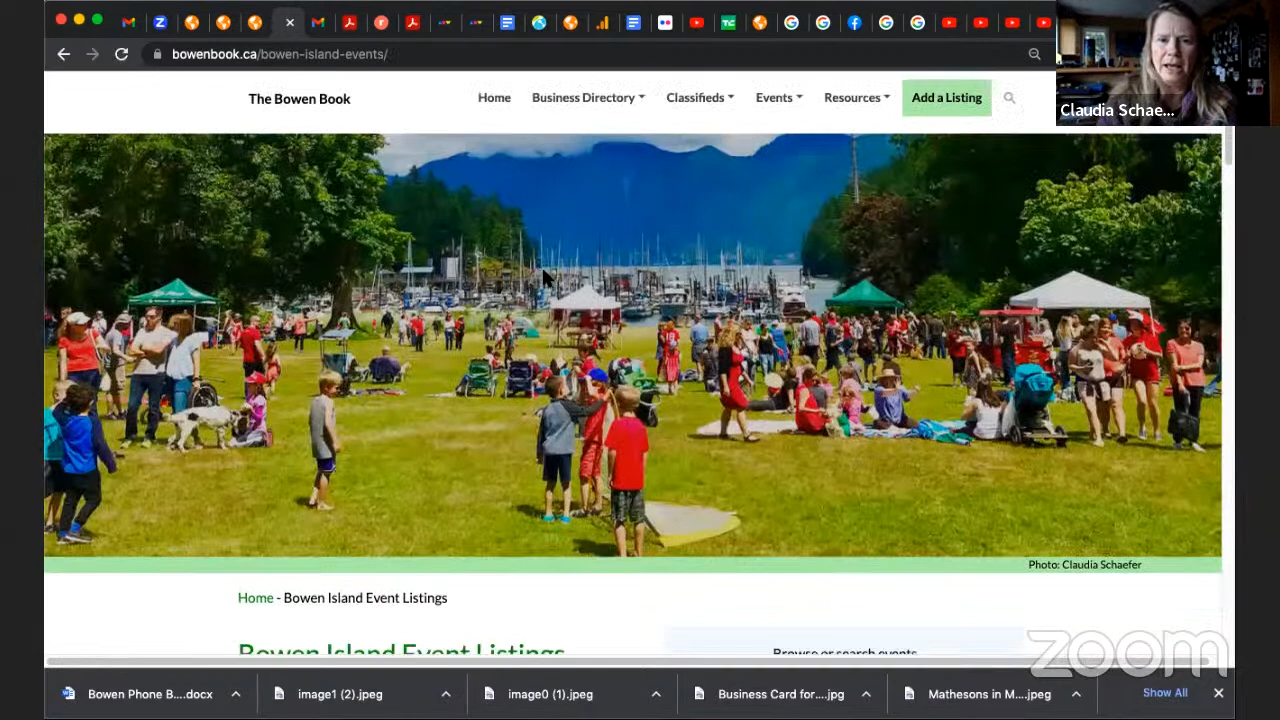 bowenbook.ca/bowen-island-events/
The Bowen Book
Home Business Directory Classifieds Events Resources Add a Listing
Claudia Schae...
Photo: Claudia Schaefer
Home - Bowen Island Event Listings
Bowen Island Event Listings
Browse or search events
zoom
Bowen Phone B....docx image1 (2).jpeg image0 (1).jpeg Business Card for....jpg Mathesons in M....jpeg Show All